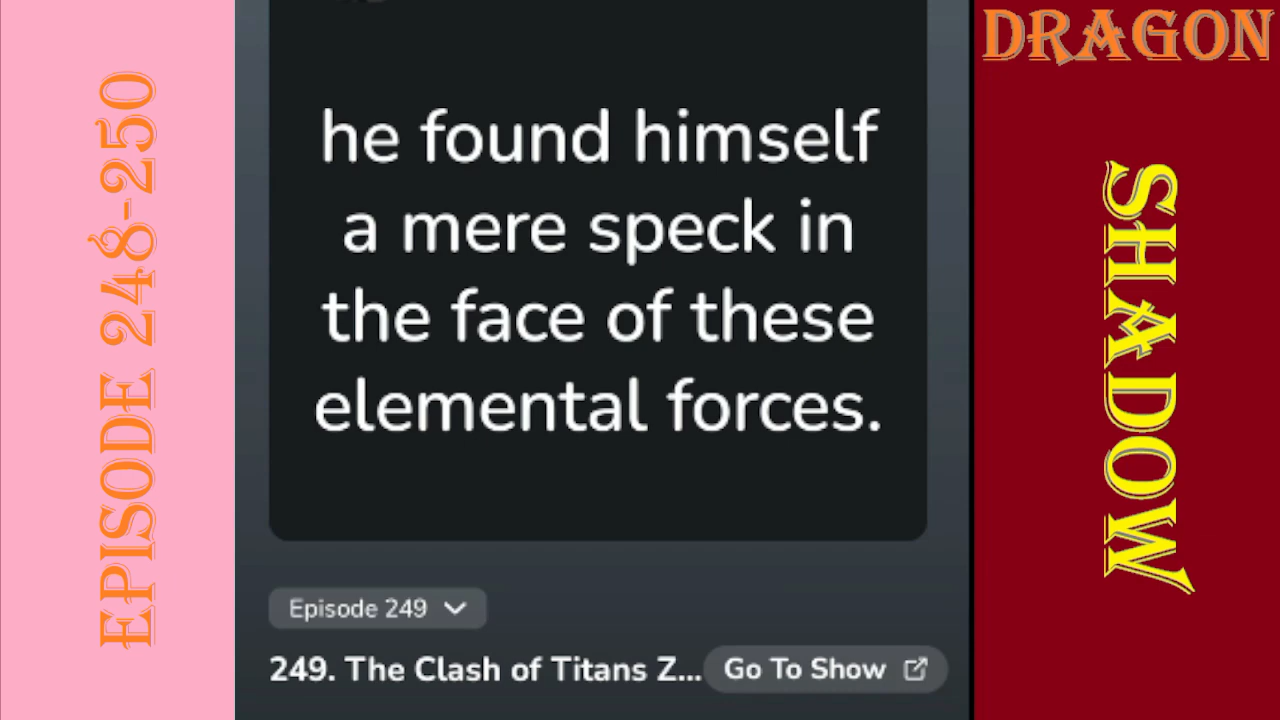 EPISODE 248-250
he found himself
a mere speck in
the face of these
elemental forces.
Episode 249
249. The Clash of Titans Z...
Go To Show
DRAGON
SHADOW